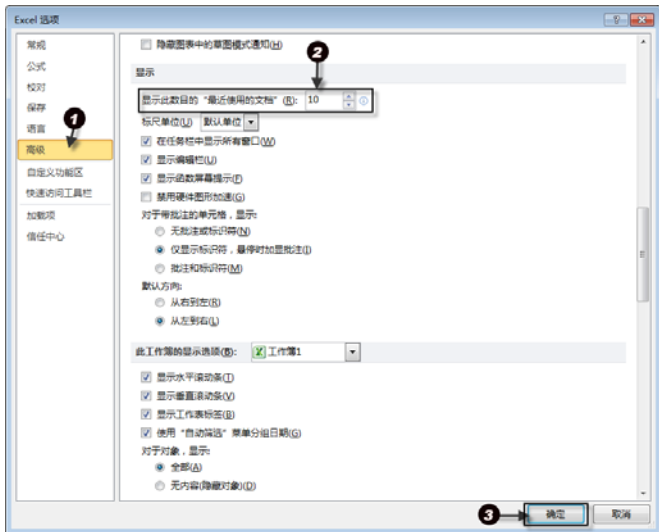 Excel 选项
常规
公式
校对
保存
语言
高级
自定义功能区
快速访问工具栏
加载项
信任中心
隐藏图表中的草图模式通知(H)
2
显示
显示此数目的“最近使用的文档”(R): 10
标尺单位(U) 默认单位
1
在任务栏中显示所有窗口(W)
显示编辑栏(U)
显示函数屏幕提示(F)
禁用硬件图形加速(G)
对于带批注的单元格，显示:
无批注或标识符(N)
仅显示标识符，悬停时加显批注(I)
批注和标识符(M)
默认方向:
从右到左(R)
从左到右(L)
此工作簿的显示选项(B): 工作簿1
显示水平滚动条(T)
显示垂直滚动条(V)
显示工作表标签(B)
使用“自动筛选”菜单分组日期(G)
对于对象，显示:
全部(A)
无内容(隐藏对象)(D)
3 确定 取消